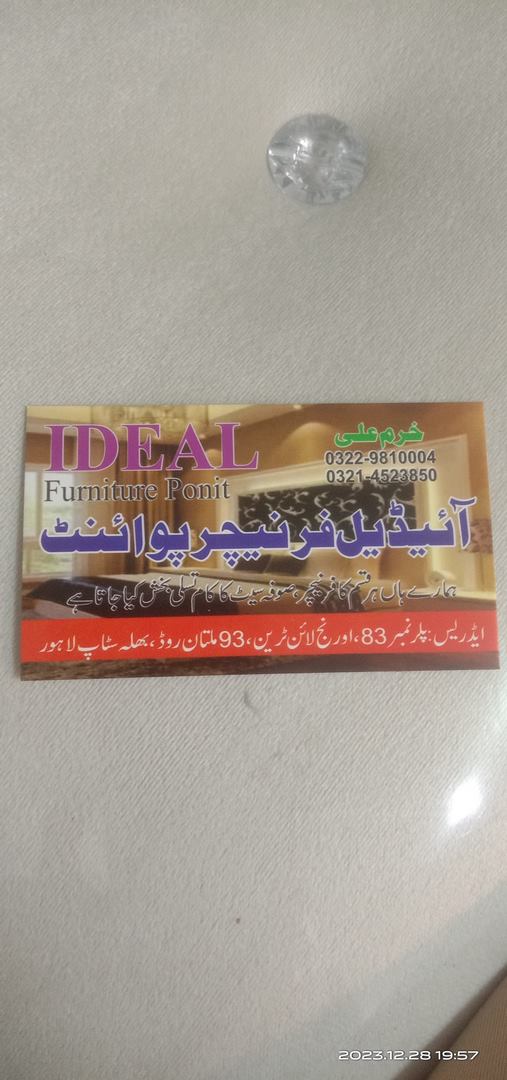 IDEAL
Furniture Ponit
خرم علی
0322-9810004
0321-4523850
آئیڈیل فرنیچر پوائنٹ
ہمارے ہاں ہر قسم کا فرنیچر، صوفہ سیٹ کا کام تسلی بخش کیا جاتا ہے
ایڈریس: پلر نمبر 83، اورنج لائن ٹرین، 93 ملتان روڈ، بھلہ سٹاپ لاہور
2023.12.28 19:57